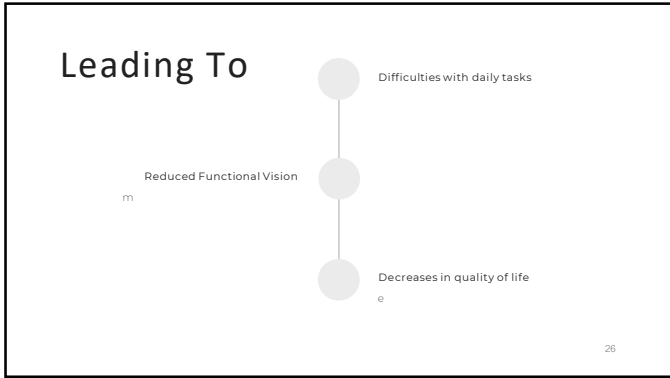 Leading To
Difficulties with daily tasks
Reduced Functional Vision
m
Decreases in quality of life
e
26